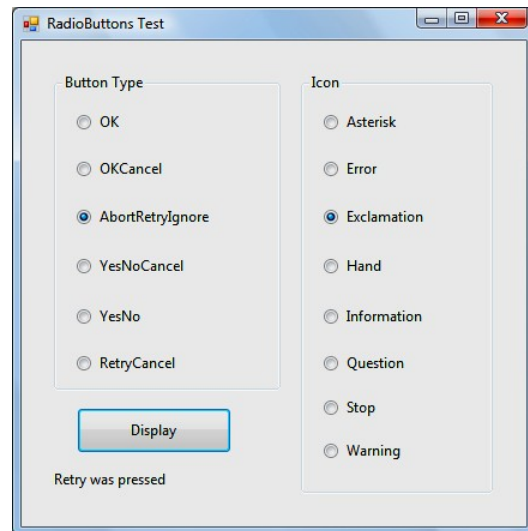 RadioButtons Test
Button Type
OK
OKCancel
AbortRetryIgnore
YesNoCancel
YesNo
RetryCancel
Display
Retry was pressed
Icon
Asterisk
Error
Exclamation
Hand
Information
Question
Stop
Warning